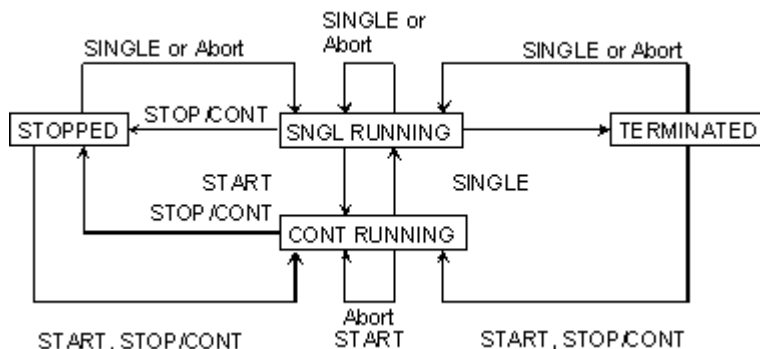 SINGLE or
Abort
SINGLE or Abort
SINGLE or Abort
STOPPED
STOP/CONT
SNGL RUNNING
TERMINATED
START
SINGLE
STOP/CONT
CONT RUNNING
Abort
START, STOP/CONT
START
START, STOP/CONT